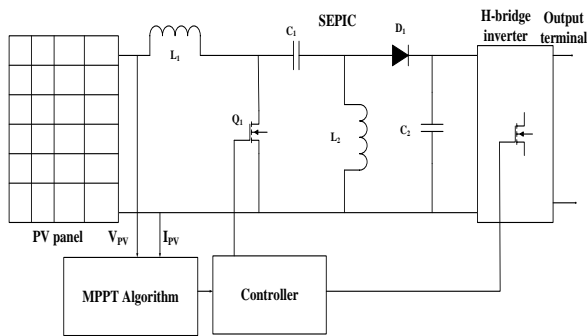 SEPIC
H-bridge
inverter
Output
terminal
L1
C1
D1
Q1
L2
C2
PV panel
VPV
IPV
MPPT Algorithm
Controller